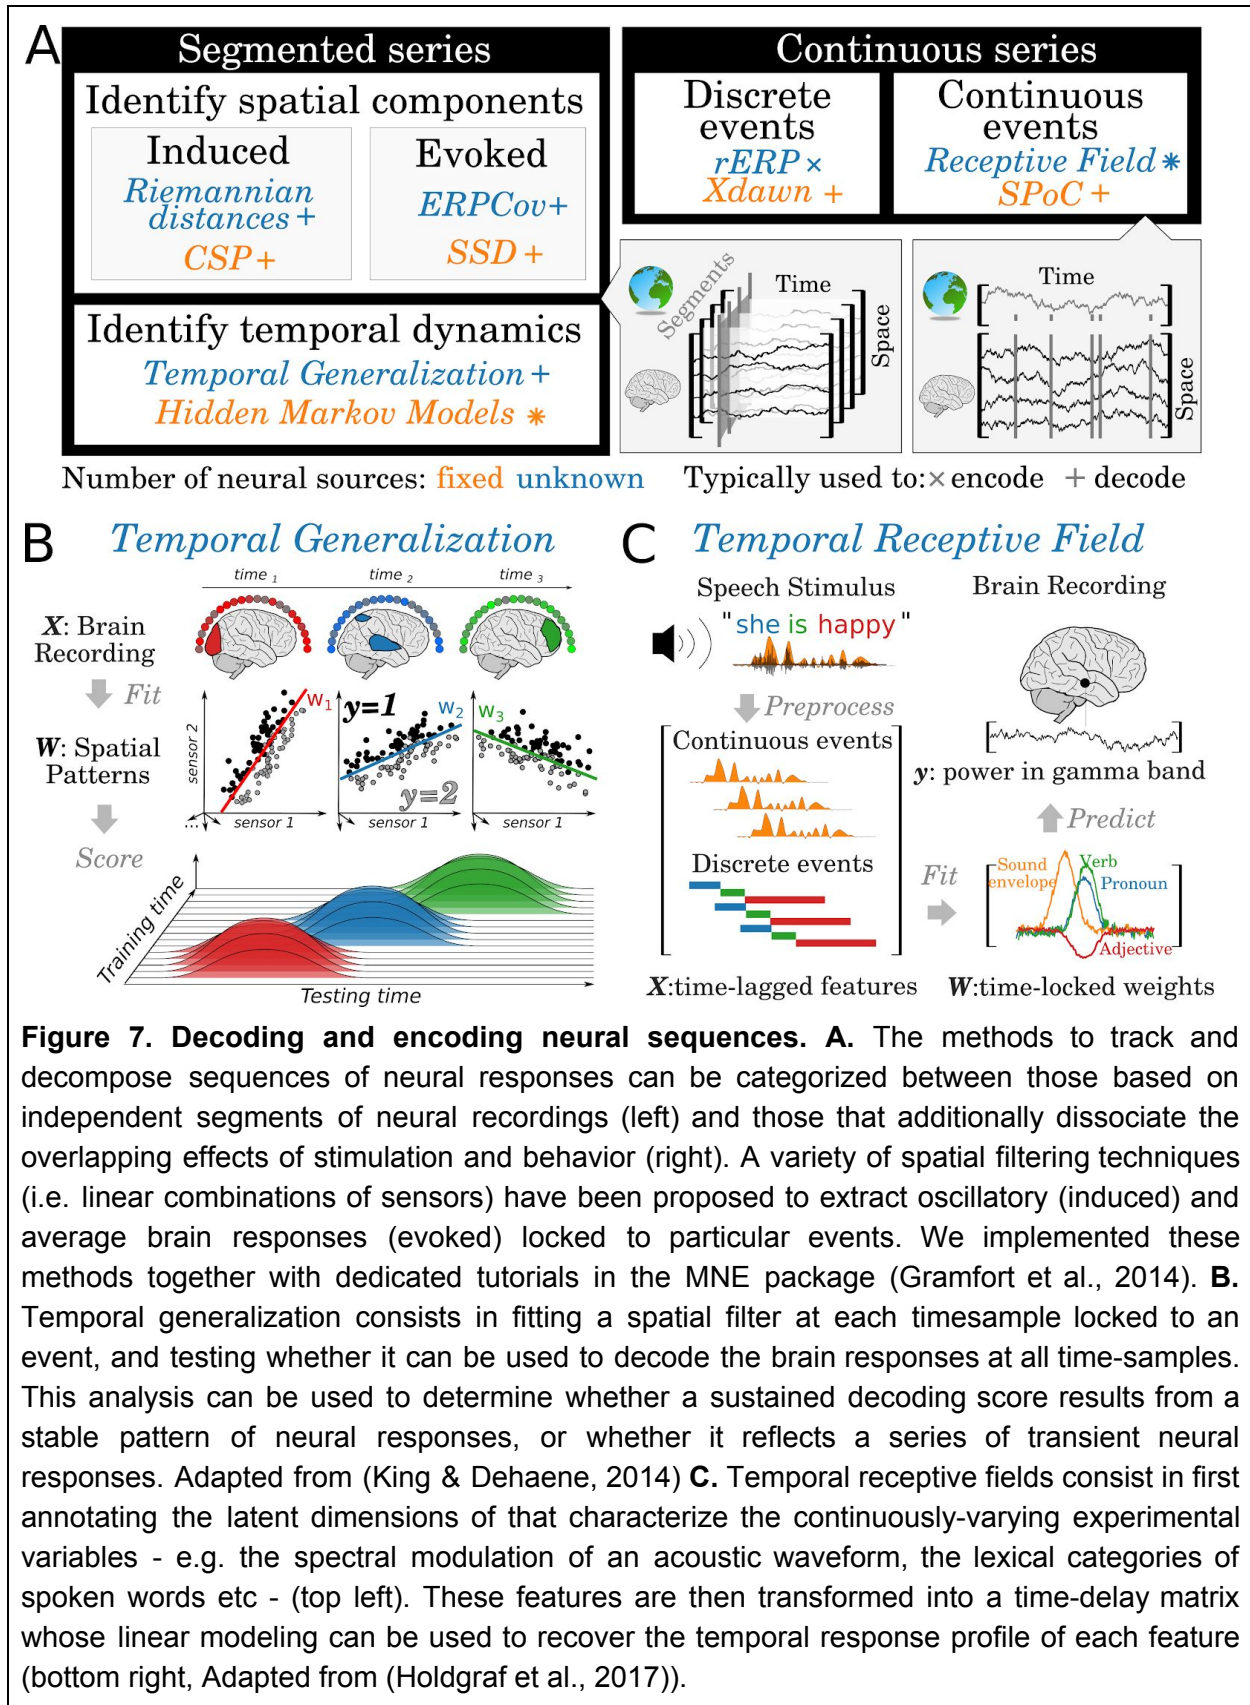 A
Segmented series
Identify spatial components
Induced
Riemannian
distances +
CSP +
Evoked
ERPCov+
SSD +
Identify temporal dynamics
Temporal Generalization +
Hidden Markov Models *
Continuous series
Discrete
events
rERP ×
Xdawn +
Continuous
events
Receptive Field *
SPoC +
Segments
Time
Space
Time
Space
Number of neural sources: fixed unknown
Typically used to:× encode + decode
B
Temporal Generalization
time 1
time 2
time 3
X: Brain
Recording
Fit
W: Spatial
Patterns
Score
sensor 2
...
sensor 1
w1
y=1
w2
y=2
sensor 1
w3
sensor 1
Training time
Testing time
C
Temporal Receptive Field
Speech Stimulus
"she is happy"
Preprocess
Continuous events
Discrete events
X:time-lagged features
Fit
Brain Recording
y: power in gamma band
Predict
Sound
envelope
Verb
Pronoun
Adjective
W:time-locked weights
Figure 7. Decoding and encoding neural sequences. A. The methods to track and
decompose sequences of neural responses can be categorized between those based on
independent segments of neural recordings (left) and those that additionally dissociate the
overlapping effects of stimulation and behavior (right). A variety of spatial filtering techniques
(i.e. linear combinations of sensors) have been proposed to extract oscillatory (induced) and
average brain responses (evoked) locked to particular events. We implemented these
methods together with dedicated tutorials in the MNE package (Gramfort et al., 2014). B.
Temporal generalization consists in fitting a spatial filter at each timesample locked to an
event, and testing whether it can be used to decode the brain responses at all time-samples.
This analysis can be used to determine whether a sustained decoding score results from a
stable pattern of neural responses, or whether it reflects a series of transient neural
responses. Adapted from (King & Dehaene, 2014) C. Temporal receptive fields consist in first
annotating the latent dimensions of that characterize the continuously-varying experimental
variables - e.g. the spectral modulation of an acoustic waveform, the lexical categories of
spoken words etc - (top left). These features are then transformed into a time-delay matrix
whose linear modeling can be used to recover the temporal response profile of each feature
(bottom right, Adapted from (Holdgraf et al., 2017)).